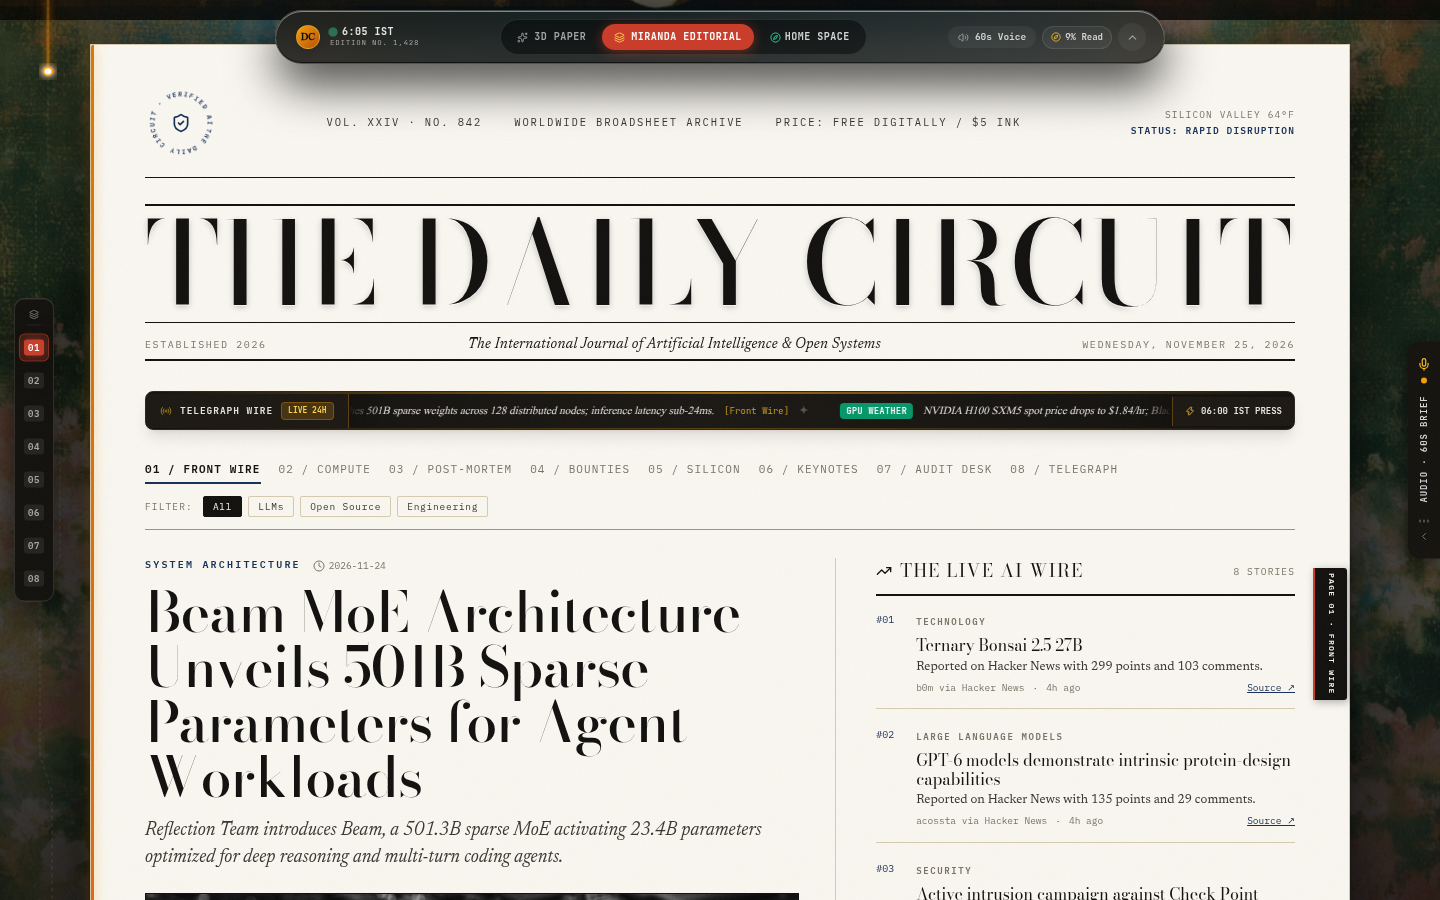 DC
6:05 IST
EDITION NO. 1,428
3D PAPER
MIRANDA EDITORIAL
HOME SPACE
60s Voice
9% Read
VERIFIED AI THE DAILY CIRCUIT
VOL. XXIV · NO. 842
WORLDWIDE BROADSHEET ARCHIVE
PRICE: FREE DIGITALLY / $5 INK
SILICON VALLEY 64°F
STATUS: RAPID DISRUPTION
THE DAILY CIRCUIT
ESTABLISHED 2026
The International Journal of Artificial Intelligence & Open Systems
WEDNESDAY, NOVEMBER 25, 2026
TELEGRAPH WIRE
LIVE 24H
501B sparse weights across 128 distributed nodes; inference latency sub-24ms.
[Front Wire]
GPU WEATHER
NVIDIA H100 SXM5 spot price drops to $1.84/hr;
06:00 IST PRESS
01 / FRONT WIRE
02 / COMPUTE
03 / POST-MORTEM
04 / BOUNTIES
05 / SILICON
06 / KEYNOTES
07 / AUDIT DESK
08 / TELEGRAPH
FILTER:
All
LLMs
Open Source
Engineering
01
02
03
04
05
06
07
08
SYSTEM ARCHITECTURE
2026-11-24
Beam MoE Architecture
Unveils 501B Sparse
Parameters for Agent
Workloads
Reflection Team introduces Beam, a 501.3B sparse MoE activating 23.4B parameters
optimized for deep reasoning and multi-turn coding agents.
THE LIVE AI WIRE
8 STORIES
#01
TECHNOLOGY
Ternary Bonsai 2.5 27B
Reported on Hacker News with 299 points and 103 comments.
b0m via Hacker News · 4h ago
Source ↗
#02
LARGE LANGUAGE MODELS
GPT-6 models demonstrate intrinsic protein-design
capabilities
Reported on Hacker News with 135 points and 29 comments.
acossta via Hacker News · 4h ago
Source ↗
#03
SECURITY
Active intrusion campaign against Check Point
AUDIO · 60S BRIEF
PAGE 01 · FRONT WIRE